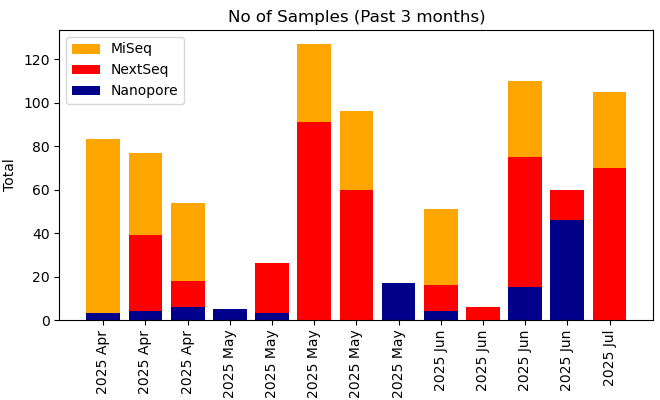 No of Samples (Past 3 months)
MiSeq
NextSeq
Nanopore
Total
120
100
80
60
40
20
0
2025 Apr
2025 Apr
2025 Apr
2025 May
2025 May
2025 May
2025 May
2025 May
2025 Jun
2025 Jun
2025 Jun
2025 Jun
2025 Jul